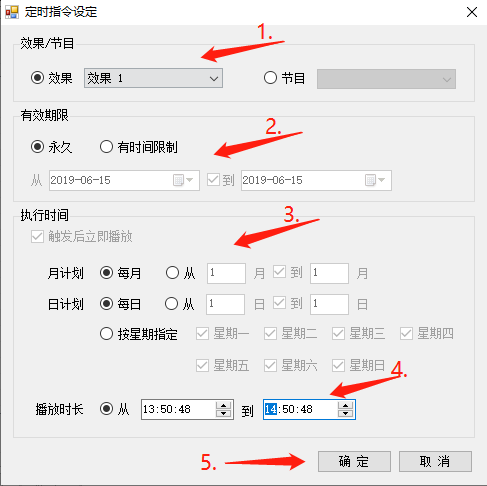 定时指令设定
效果/节目
1.
效果 效果 1 节目
有效期限
2.
永久 有时间限制
从 2019-06-15 到 2019-06-15
执行时间
3.
触发后立即播放
月计划 每月 从 1 月 到 1 月
日计划 每日 从 1 日 到 1 日
按星期指定 星期一 星期二 星期三 星期四
星期五 星期六 星期日
4.
播放时长 从 13:50:48 到 14:50:48
5.
确 定 取 消